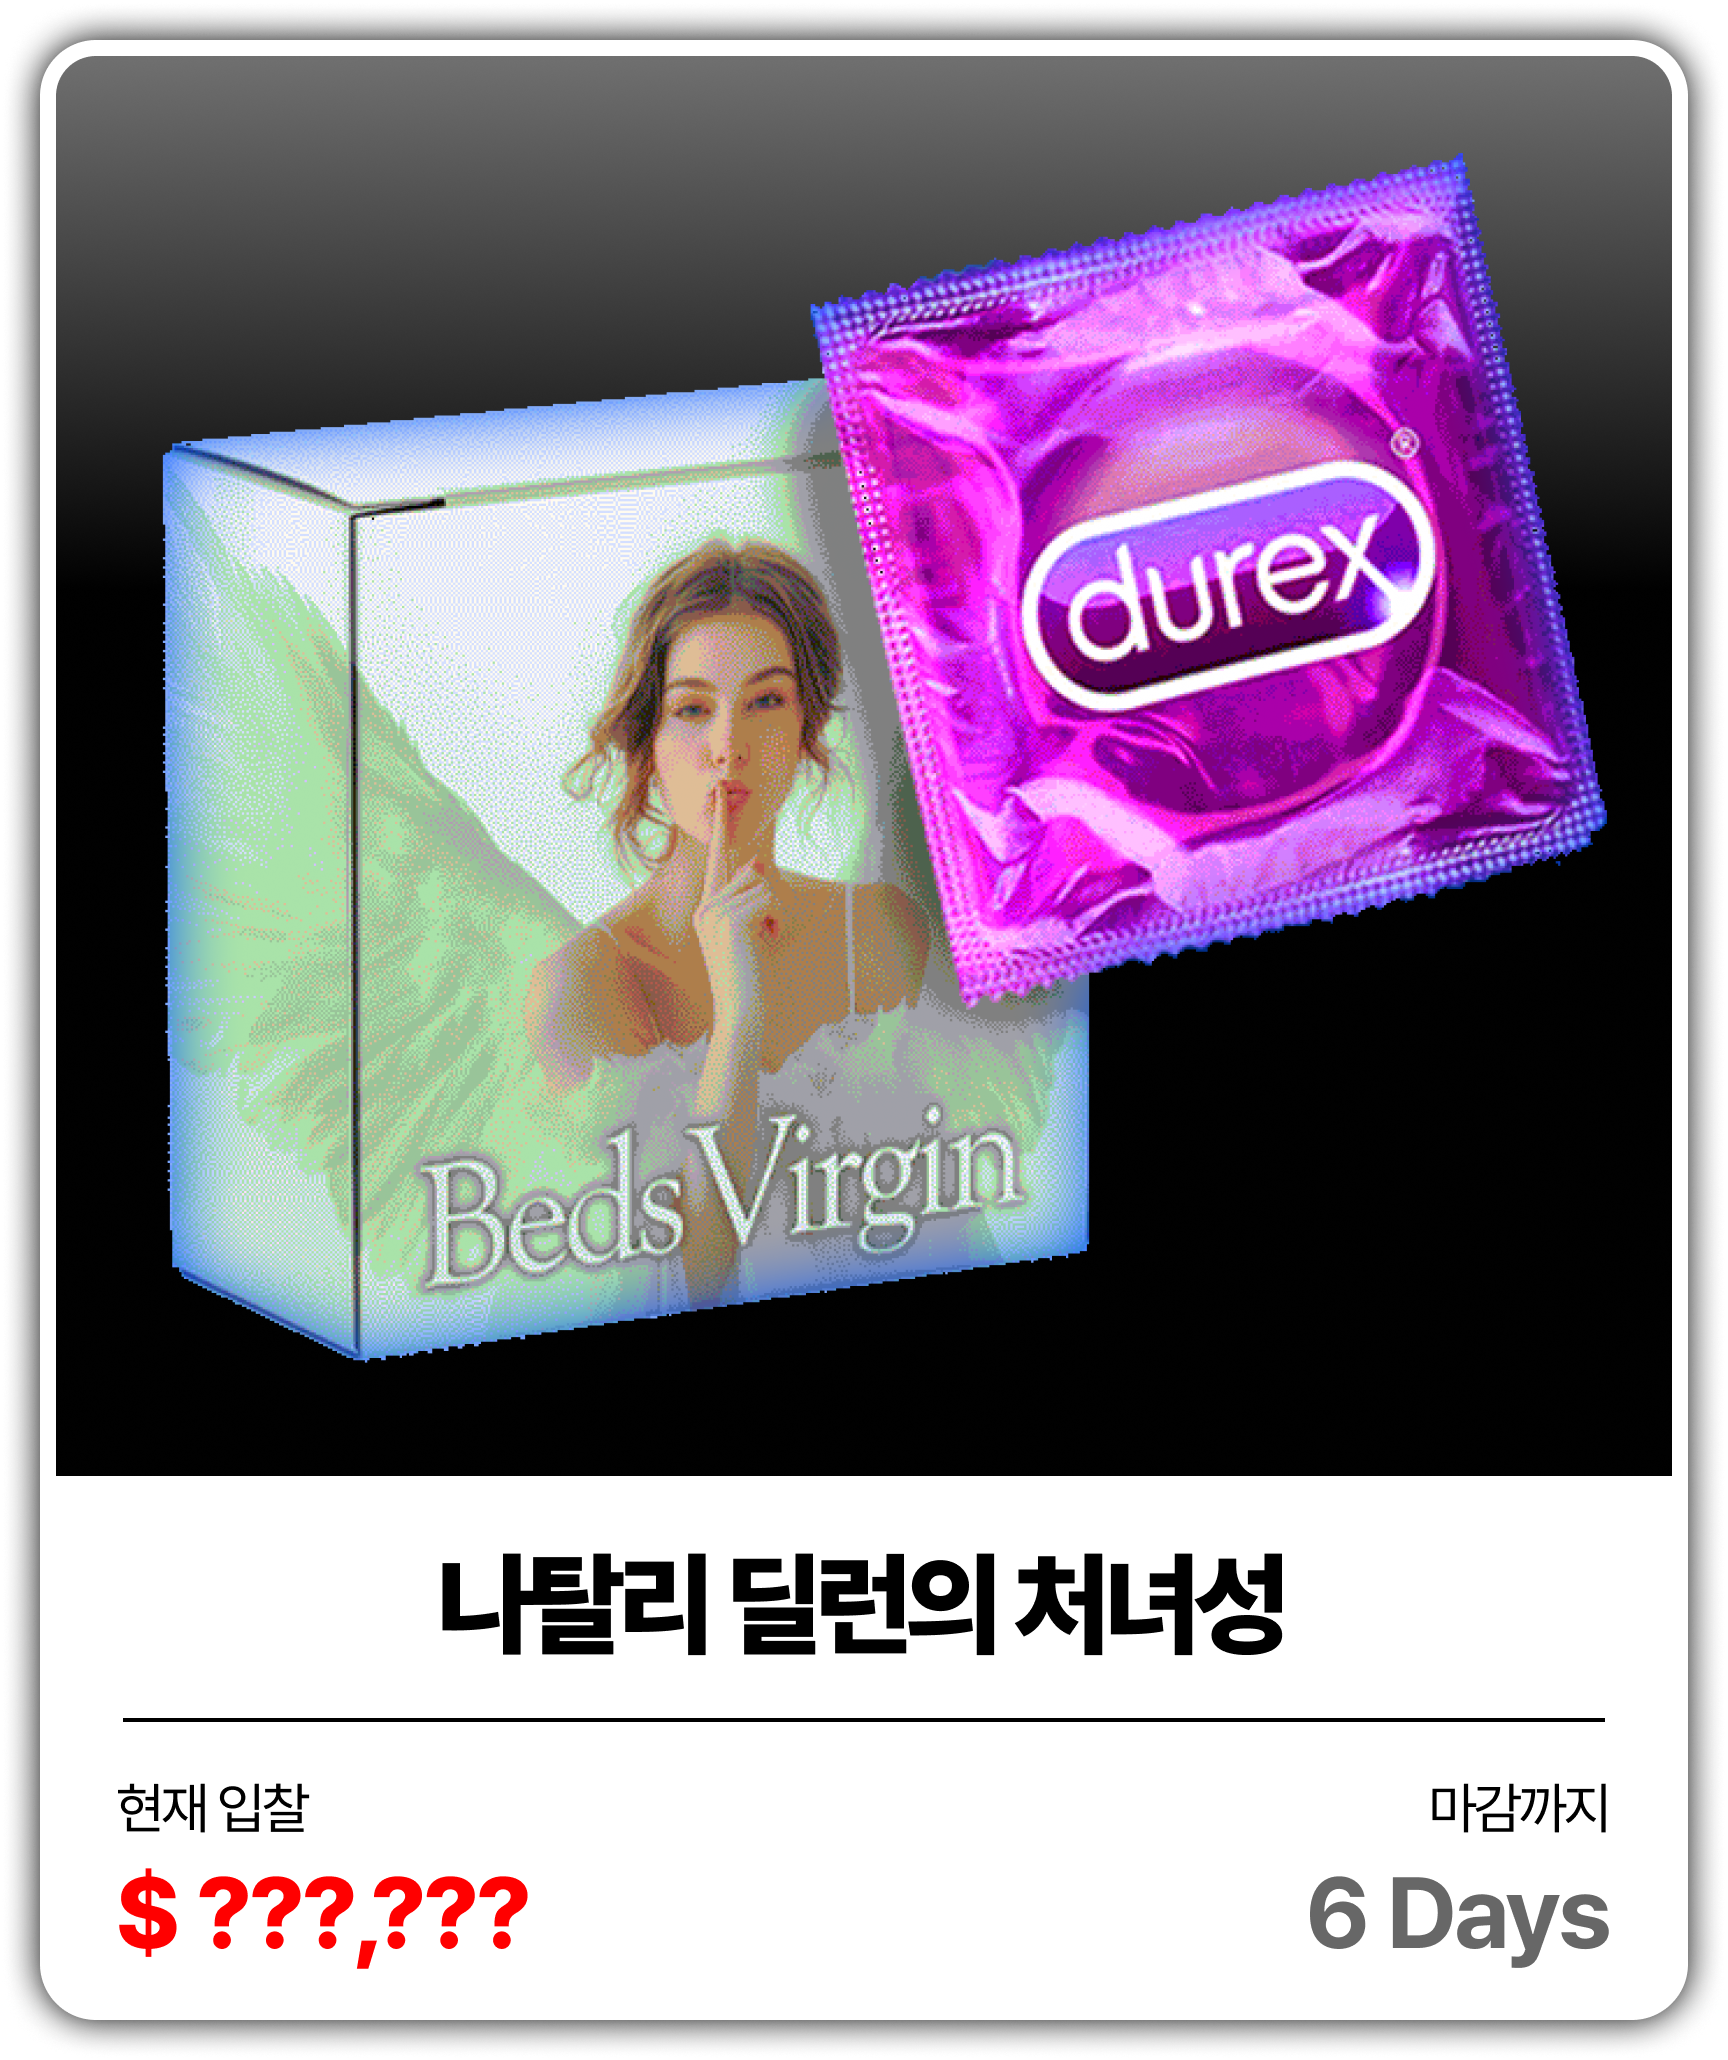 durex®
Beds Virgin
나탈리 딜런의 처녀성
현재 입찰
마감까지
$ ???,???
6 Days